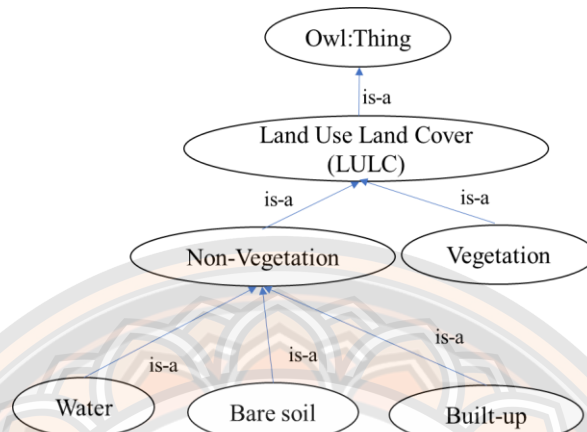 Owl:Thing
is-a
Land Use Land Cover
(LULC)
is-a
is-a
Non-Vegetation
Vegetation
is-a
is-a
is-a
Water
Bare soil
Built-up